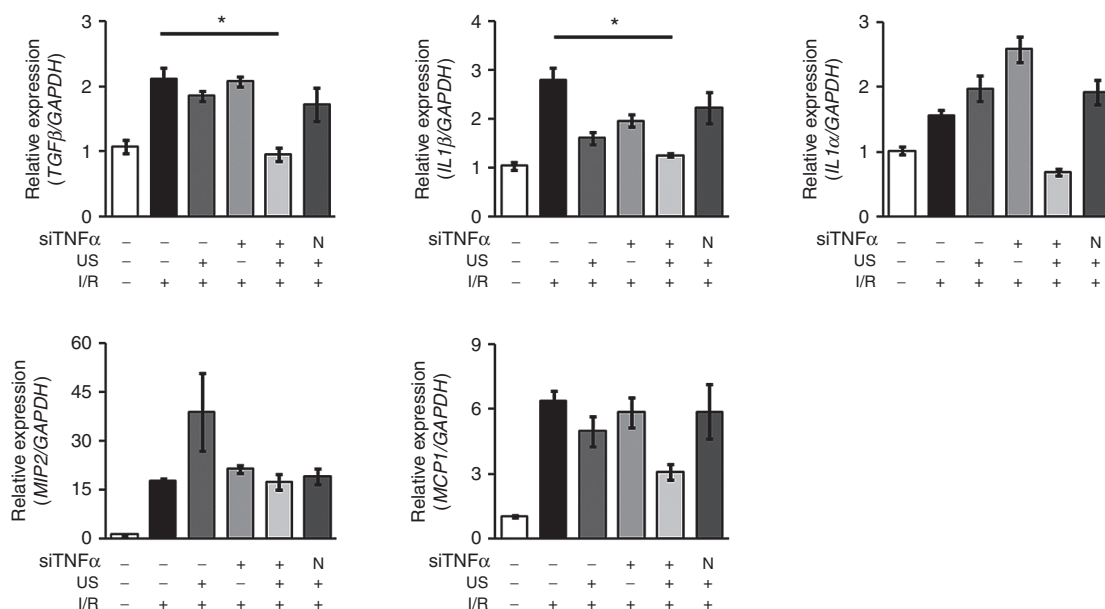 3
2
1
0
Relative expression
(TGFβ/GAPDH)
*
siTNFα – – – + + N
US – – + – + +
I/R – + + + + +
4
3
2
1
0
Relative expression
(IL1β/GAPDH)
*
siTNFα – – – + + N
US – – + – + +
I/R – + + + + +
3
2
1
0
Relative expression
(IL1α/GAPDH)
siTNFα – – – + + N
US – – + – + +
I/R – + + + + +
60
45
30
15
0
Relative expression
(MIP2/GAPDH)
siTNFα – – – + + N
US – – + – + +
I/R – + + + + +
9
6
3
0
Relative expression
(MCP1/GAPDH)
siTNFα – – – + + N
US – – + – + +
I/R – + + + + +